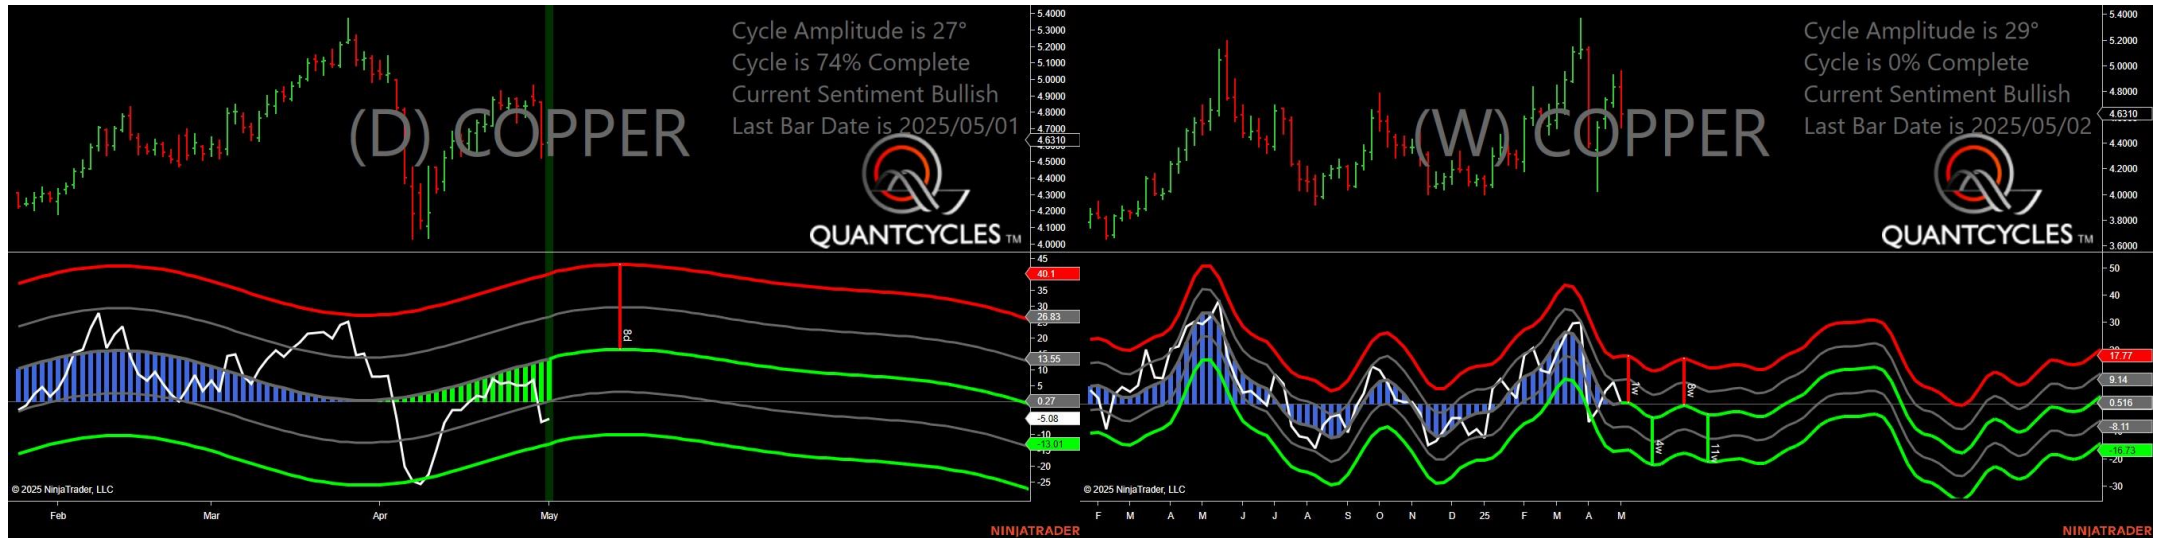 Cycle Amplitude is 27°
Cycle is 74% Complete
Current Sentiment Bullish
Last Bar Date is 2025/05/01
(D) COPPER
QUANTCYCLES TM
5.4000
5.2000
5.1000
5.0000
4.9000
4.8000
4.7000
4.6310
4.5000
4.4000
4.3000
4.2000
4.1000
4.0000
45
40.1
35
30
26.83
20
13.55
10
5
0.27
-5.08
-10
-13.01
-20
-25
8d
© 2025 NinjaTrader, LLC
Feb
Mar
Apr
May
NINJATRADER
Cycle Amplitude is 29°
Cycle is 0% Complete
Current Sentiment Bullish
Last Bar Date is 2025/05/02
(W) COPPER
QUANTCYCLES TM
5.4000
5.2000
5.0000
4.8000
4.6310
4.4000
4.2000
4.0000
3.8000
3.6000
50
40
30
17.77
9.14
0.516
-8.11
-16.73
-20
-30
1w
8w
4w
11w
© 2025 NinjaTrader, LLC
F
M
A
M
J
J
A
S
O
N
D
25
F
M
A
M
NINJATRADER